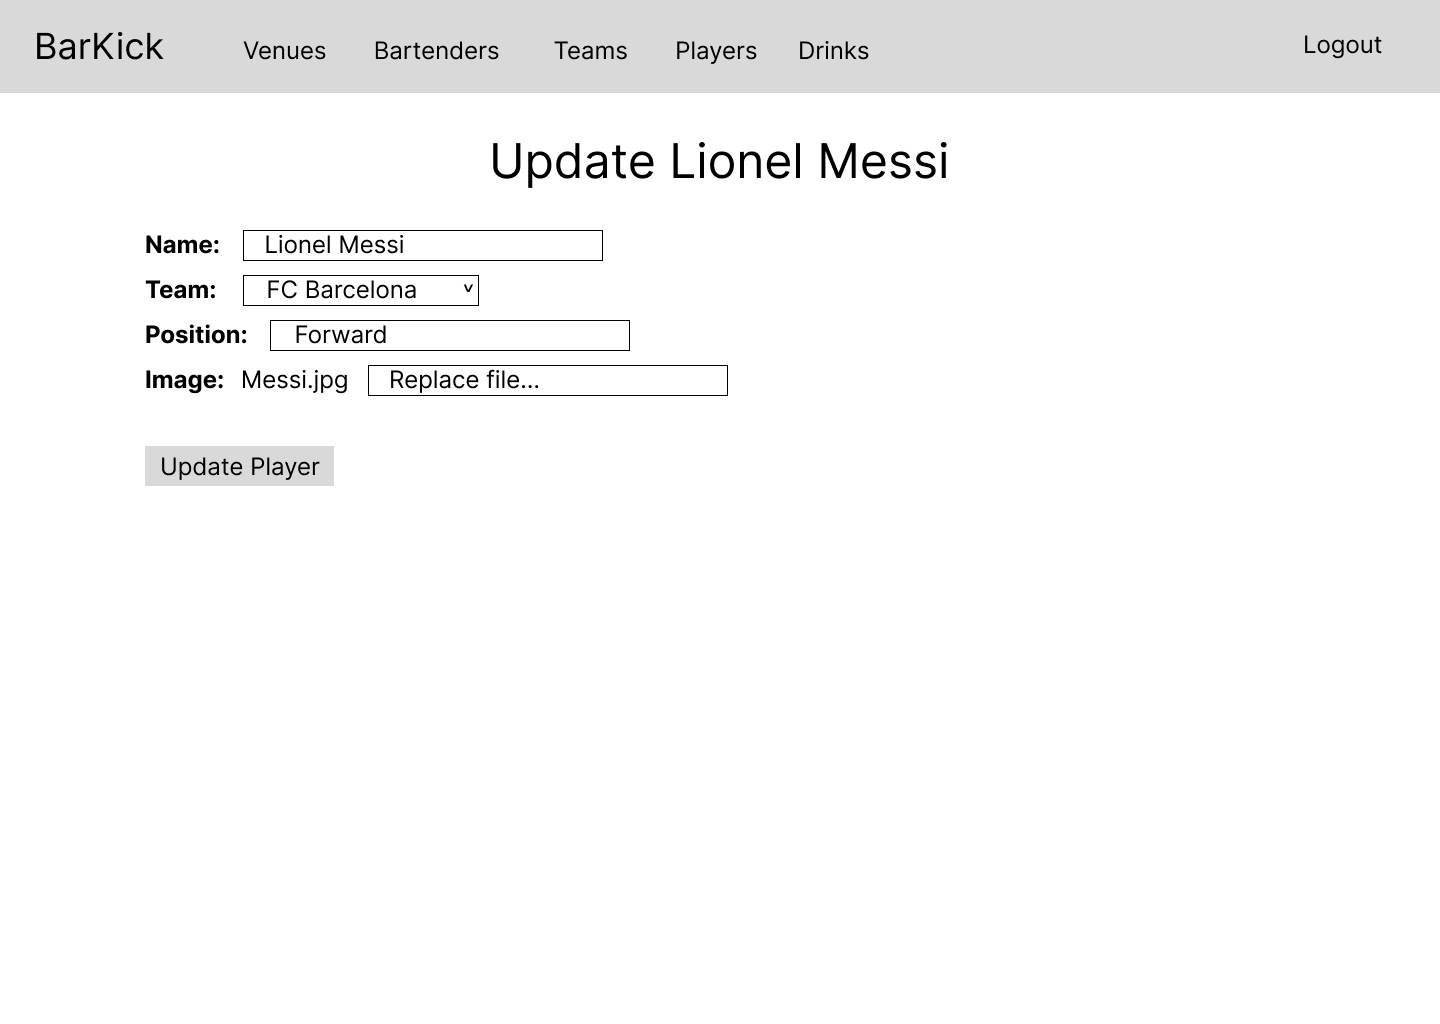 BarKick Venues Bartenders Teams Players Drinks Logout
Update Lionel Messi
Name: Lionel Messi
Team: FC Barcelona ˅
Position: Forward
Image: Messi.jpg Replace file...
Update Player